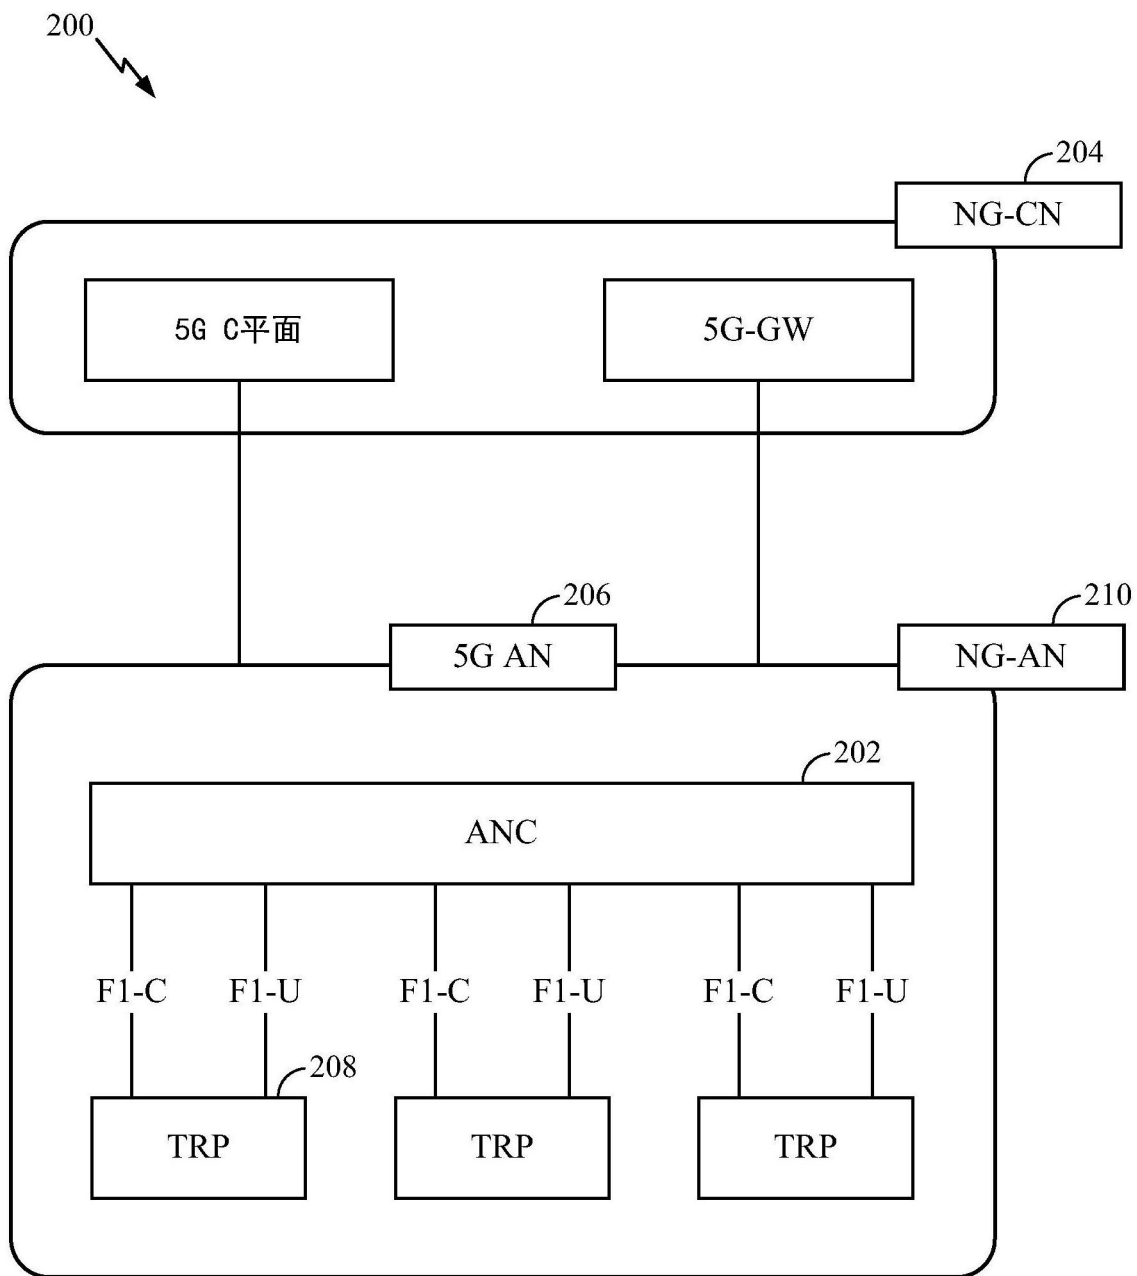 200
204
NG-CN
5G C平面
5G-GW
206
210
5G AN
NG-AN
202
ANC
F1-C F1-U F1-C F1-U F1-C F1-U
208
TRP TRP TRP